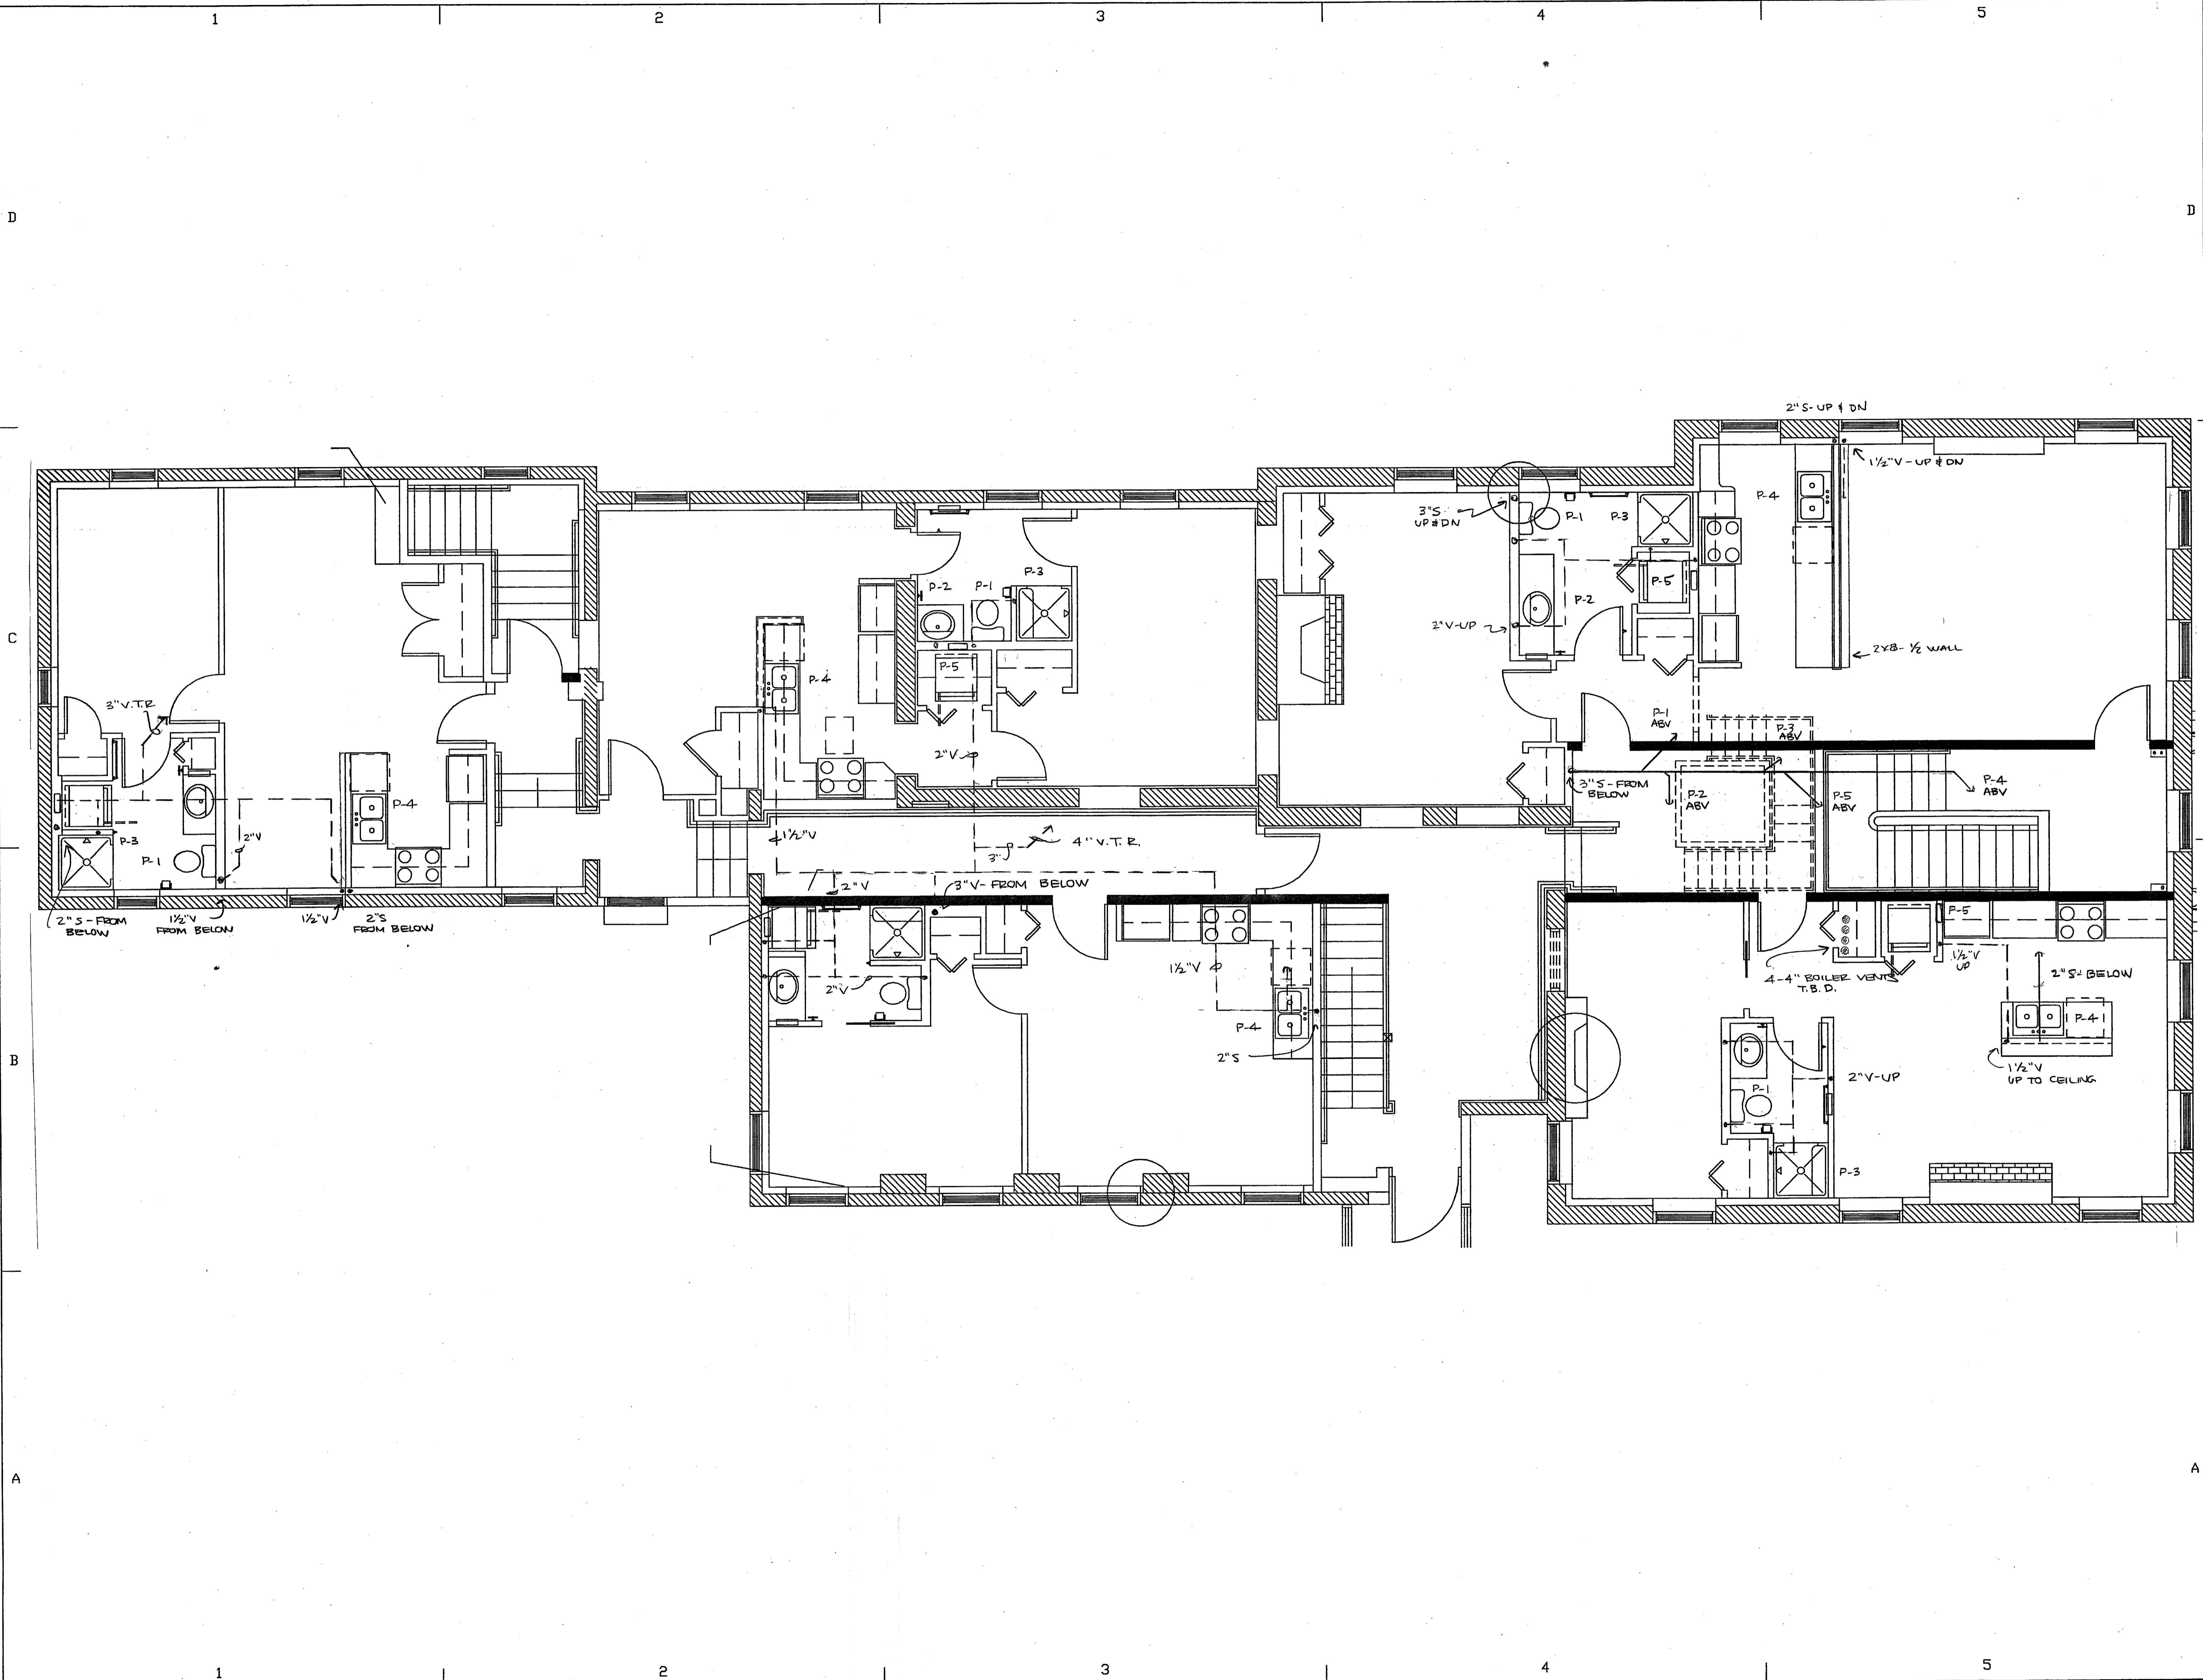 1 2 3 4 5
D D
2" S-UP & DN
1½"V-UP & DN
P-4
3"S
UP & DN
P-1 P-3
P-5
P-2
2"V-UP
2x8-½ WALL
P-2 P-1 P-3
P-5
P-4
C
3"V.T.R
P-1
ABV
P-3
ABV
2"V
3"S-FROM
BELOW
P-2
ABV
P-5
ABV
P-4
ABV
P-4
P-3
P-1
2"V
1½"V
3"
4" V.T.R.
2"V
3"V-FROM BELOW
2"S-FROM
BELOW
1½"V
FROM BELOW
1½"V
2"S
FROM BELOW
P-5
1½"V
2"V
P-4
2"S
4-4" BOILER VENTS
T.B.D.
1½"V
UP
2"S-BELOW
P-4
1½"V
UP TO CEILING
P-1
2"V-UP
P-3
B
A A
1 2 3 4 5